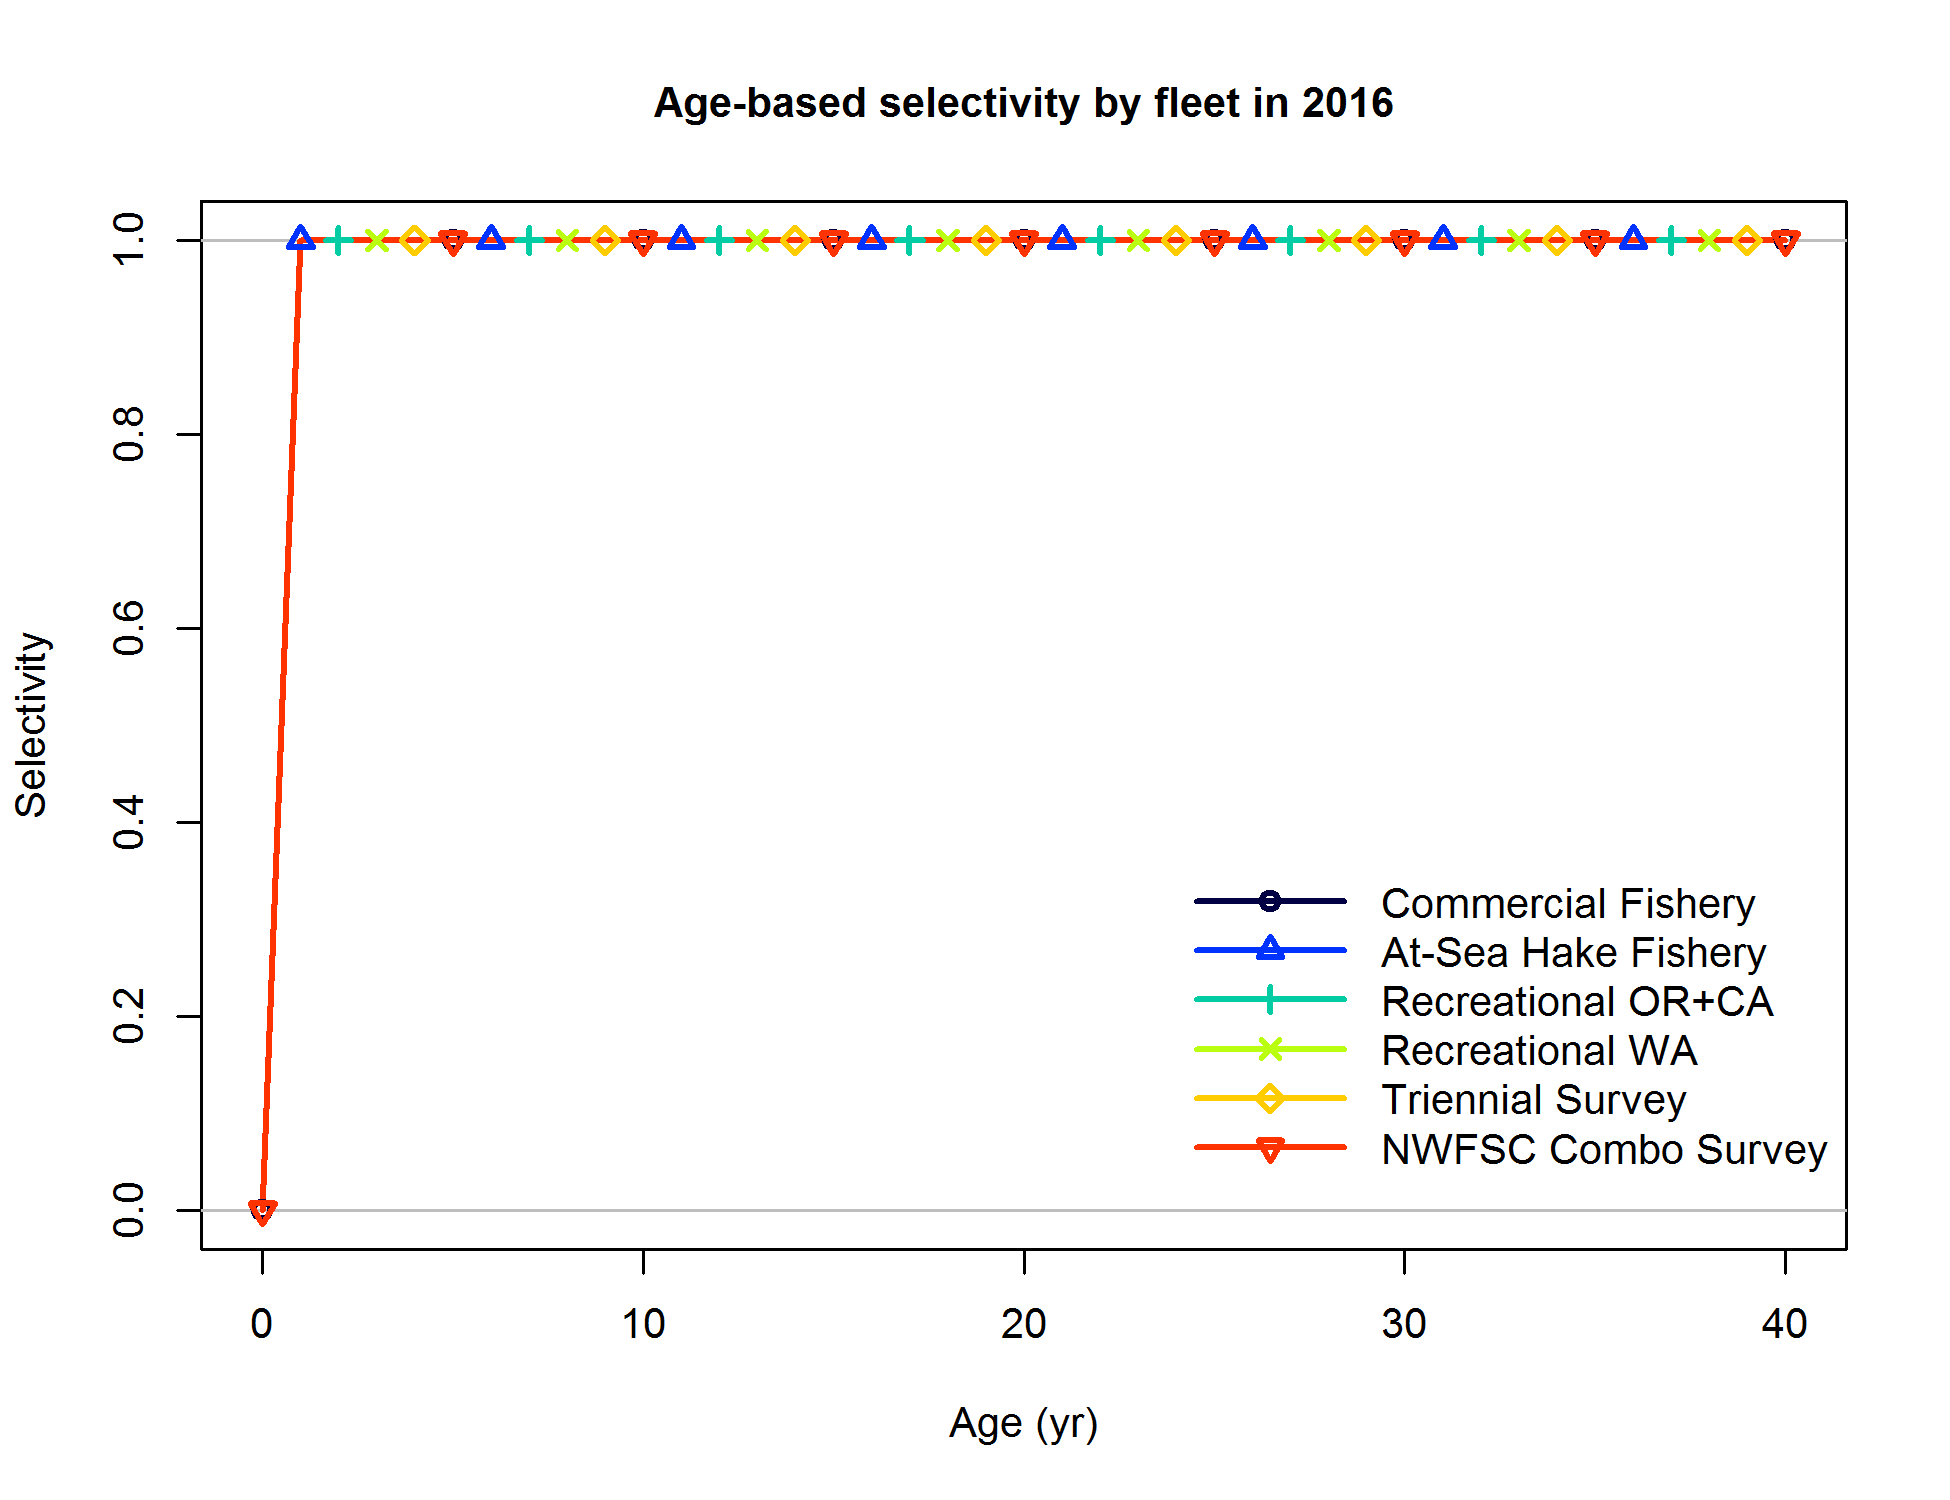 Age-based selectivity by fleet in 2016
Selectivity
1.0
0.8
0.6
0.4
0.2
0.0
Commercial Fishery
At-Sea Hake Fishery
Recreational OR+CA
Recreational WA
Triennial Survey
NWFSC Combo Survey
0 10 20 30 40
Age (yr)